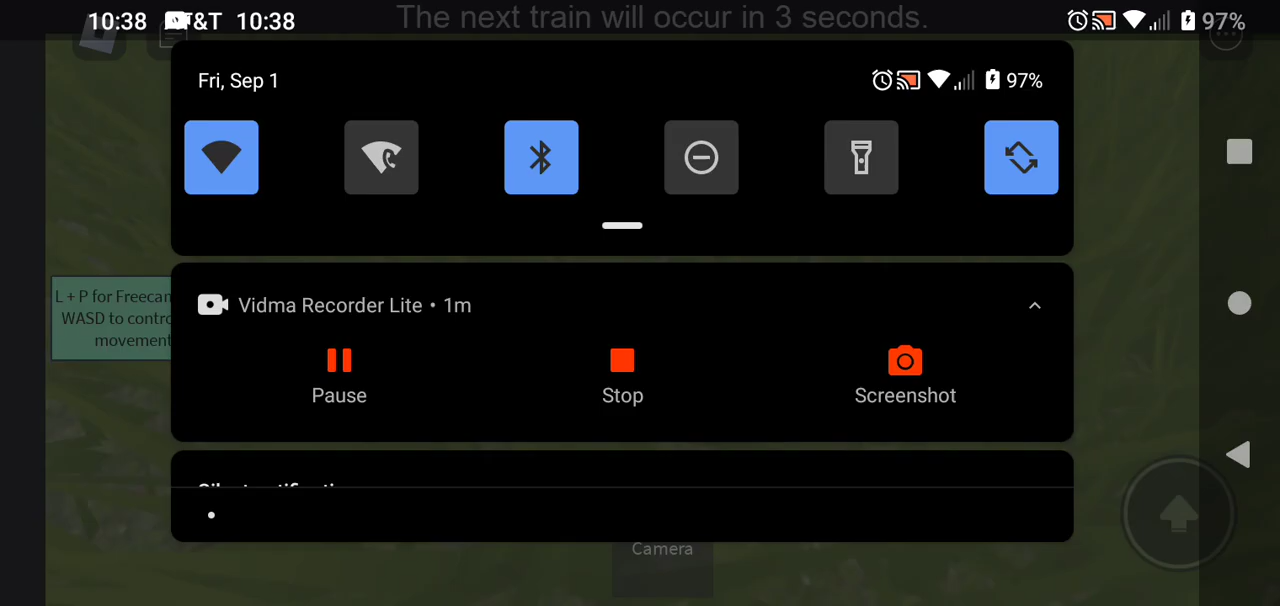 10:38 AT&T 10:38
The next train will occur in 3 seconds.
97%
Fri, Sep 1
97%
L + P for Freecam
WASD to contro
movement
Vidma Recorder Lite • 1m
Pause
Stop
Screenshot
Camera